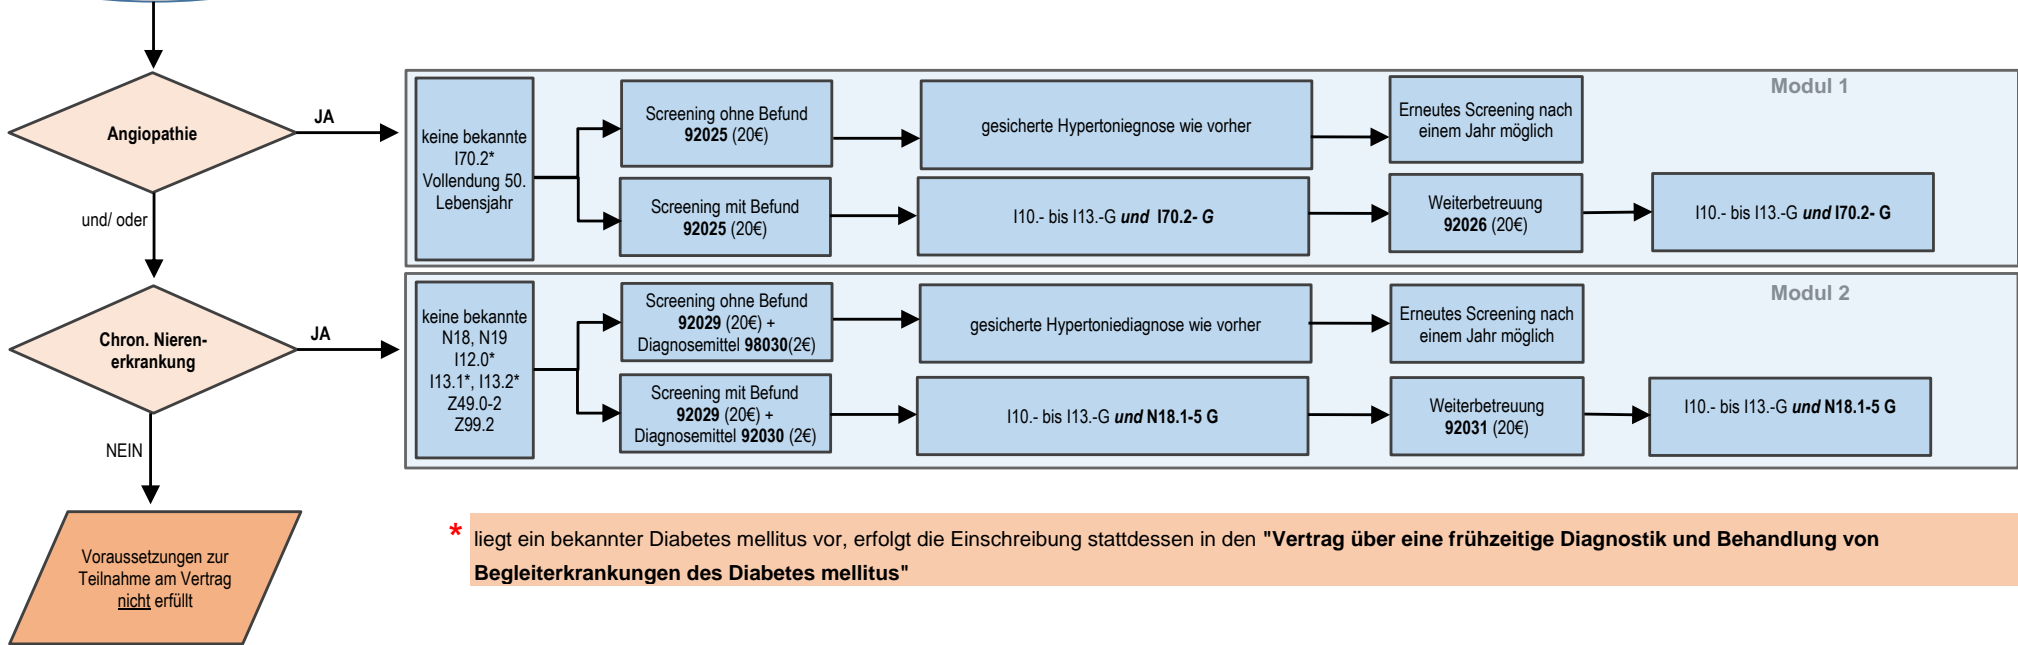 Angiopathie
JA
und/ oder
Modul 1
keine bekannte
I70.2*
Vollendung 50.
Lebensjahr
Screening ohne Befund
92025 (20€)
gesicherte Hypertoniegnose wie vorher
Erneutes Screening nach
einem Jahr möglich
Screening mit Befund
92025 (20€)
I10.- bis I13.-G und I70.2- G
Weiterbetreuung
92026 (20€)
I10.- bis I13.-G und I70.2- G
Chron. Nieren-
erkrankung
JA
NEIN
Modul 2
keine bekannte
N18, N19
I12.0*
I13.1*, I13.2*
Z49.0-2
Z99.2
Screening ohne Befund
92029 (20€) +
Diagnosemittel 98030(2€)
gesicherte Hypertoniediagnose wie vorher
Erneutes Screening nach
einem Jahr möglich
Screening mit Befund
92029 (20€) +
Diagnosemittel 92030 (2€)
I10.- bis I13.-G und N18.1-5 G
Weiterbetreuung
92031 (20€)
I10.- bis I13.-G und N18.1-5 G
Voraussetzungen zur
Teilnahme am Vertrag
nicht erfüllt
* liegt ein bekannter Diabetes mellitus vor, erfolgt die Einschreibung stattdessen in den "Vertrag über eine frühzeitige Diagnostik und Behandlung von
Begleiterkrankungen des Diabetes mellitus"